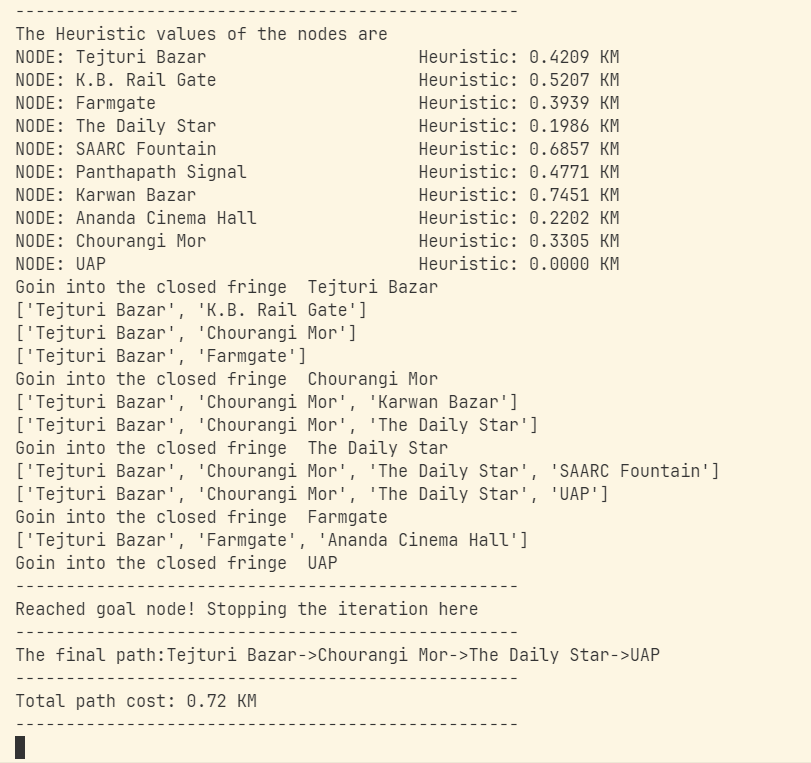 --------------------------------------------------
The Heuristic values of the nodes are
NODE: Tejturi Bazar                     Heuristic: 0.4209 KM
NODE: K.B. Rail Gate                    Heuristic: 0.5207 KM
NODE: Farmgate                          Heuristic: 0.3939 KM
NODE: The Daily Star                    Heuristic: 0.1986 KM
NODE: SAARC Fountain                    Heuristic: 0.6857 KM
NODE: Panthapath Signal                 Heuristic: 0.4771 KM
NODE: Karwan Bazar                      Heuristic: 0.7451 KM
NODE: Ananda Cinema Hall                Heuristic: 0.2202 KM
NODE: Chourangi Mor                     Heuristic: 0.3305 KM
NODE: UAP                               Heuristic: 0.0000 KM
Goin into the closed fringe  Tejturi Bazar
['Tejturi Bazar', 'K.B. Rail Gate']
['Tejturi Bazar', 'Chourangi Mor']
['Tejturi Bazar', 'Farmgate']
Goin into the closed fringe  Chourangi Mor
['Tejturi Bazar', 'Chourangi Mor', 'Karwan Bazar']
['Tejturi Bazar', 'Chourangi Mor', 'The Daily Star']
Goin into the closed fringe  The Daily Star
['Tejturi Bazar', 'Chourangi Mor', 'The Daily Star', 'SAARC Fountain']
['Tejturi Bazar', 'Chourangi Mor', 'The Daily Star', 'UAP']
Goin into the closed fringe  Farmgate
['Tejturi Bazar', 'Farmgate', 'Ananda Cinema Hall']
Goin into the closed fringe  UAP
--------------------------------------------------
Reached goal node! Stopping the iteration here
--------------------------------------------------
The final path:Tejturi Bazar->Chourangi Mor->The Daily Star->UAP
--------------------------------------------------
Total path cost: 0.72 KM
--------------------------------------------------